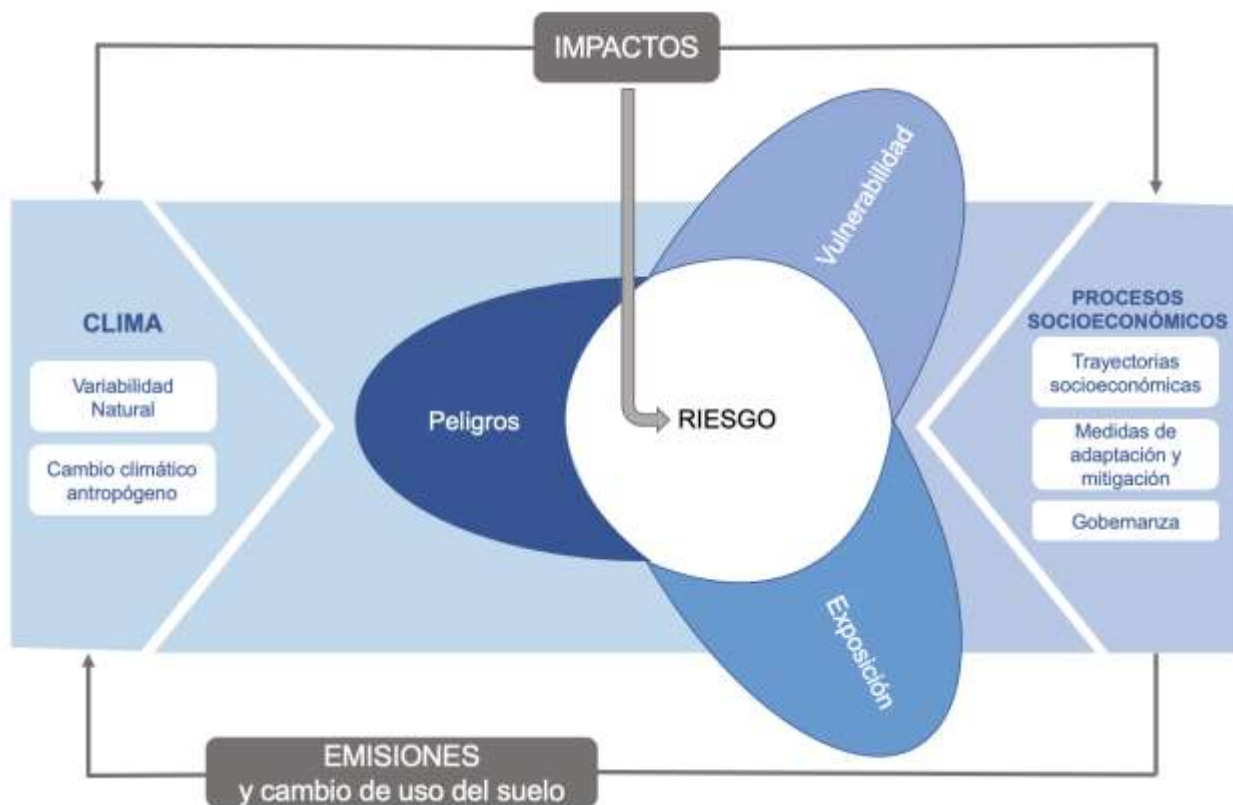 IMPACTOS
Vulnerabilidad
CLIMA
Variabilidad
Natural
Cambio climático
antropógeno
Peligros
RIESGO
PROCESOS
SOCIOECONÓMICOS
Trayectorias
socioeconómicas
Medidas de
adaptación y
mitigación
Gobernanza
Exposición
EMISIONES
y cambio de uso del suelo